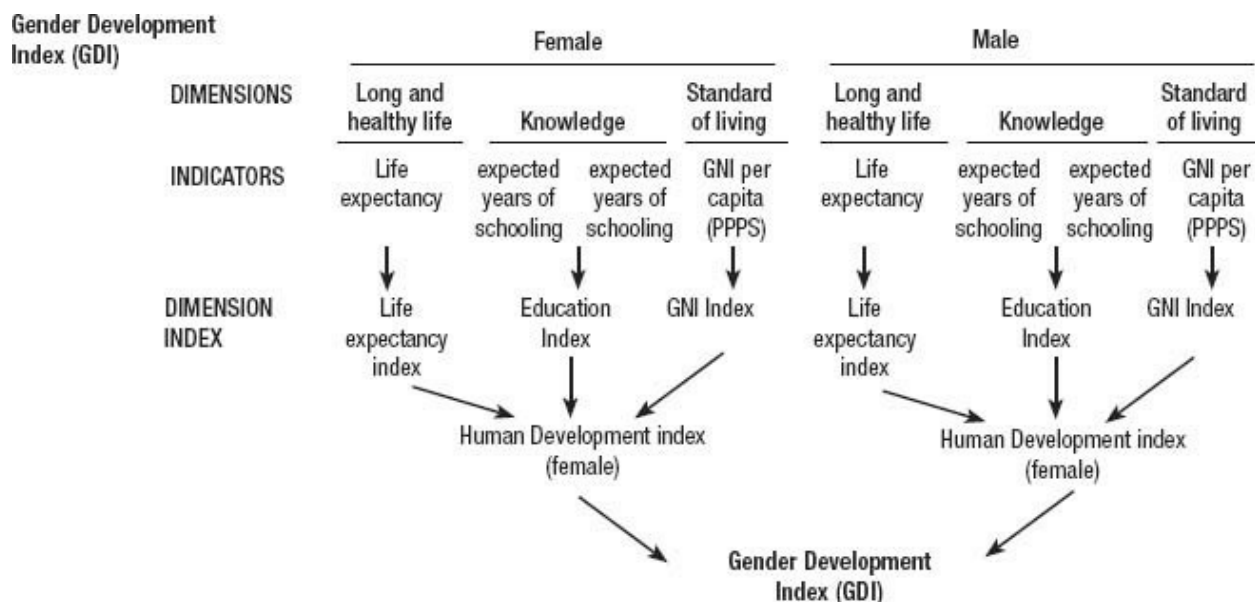 Gender Development
Index (GDI)
Female
Male
DIMENSIONS
Long and
healthy life
Knowledge
Standard
of living
Long and
healthy life
Knowledge
Standard
of living
INDICATORS
Life
expectancy
expected
years of
schooling
expected
years of
schooling
GNI per
capita
(PPPS)
Life
expectancy
expected
years of
schooling
expected
years of
schooling
GNI per
capita
(PPPS)
DIMENSION
INDEX
Life
expectancy
index
Education
Index
GNI Index
Life
expectancy
index
Education
Index
GNI Index
Human Development index
(female)
Human Development index
(female)
Gender Development
Index (GDI)